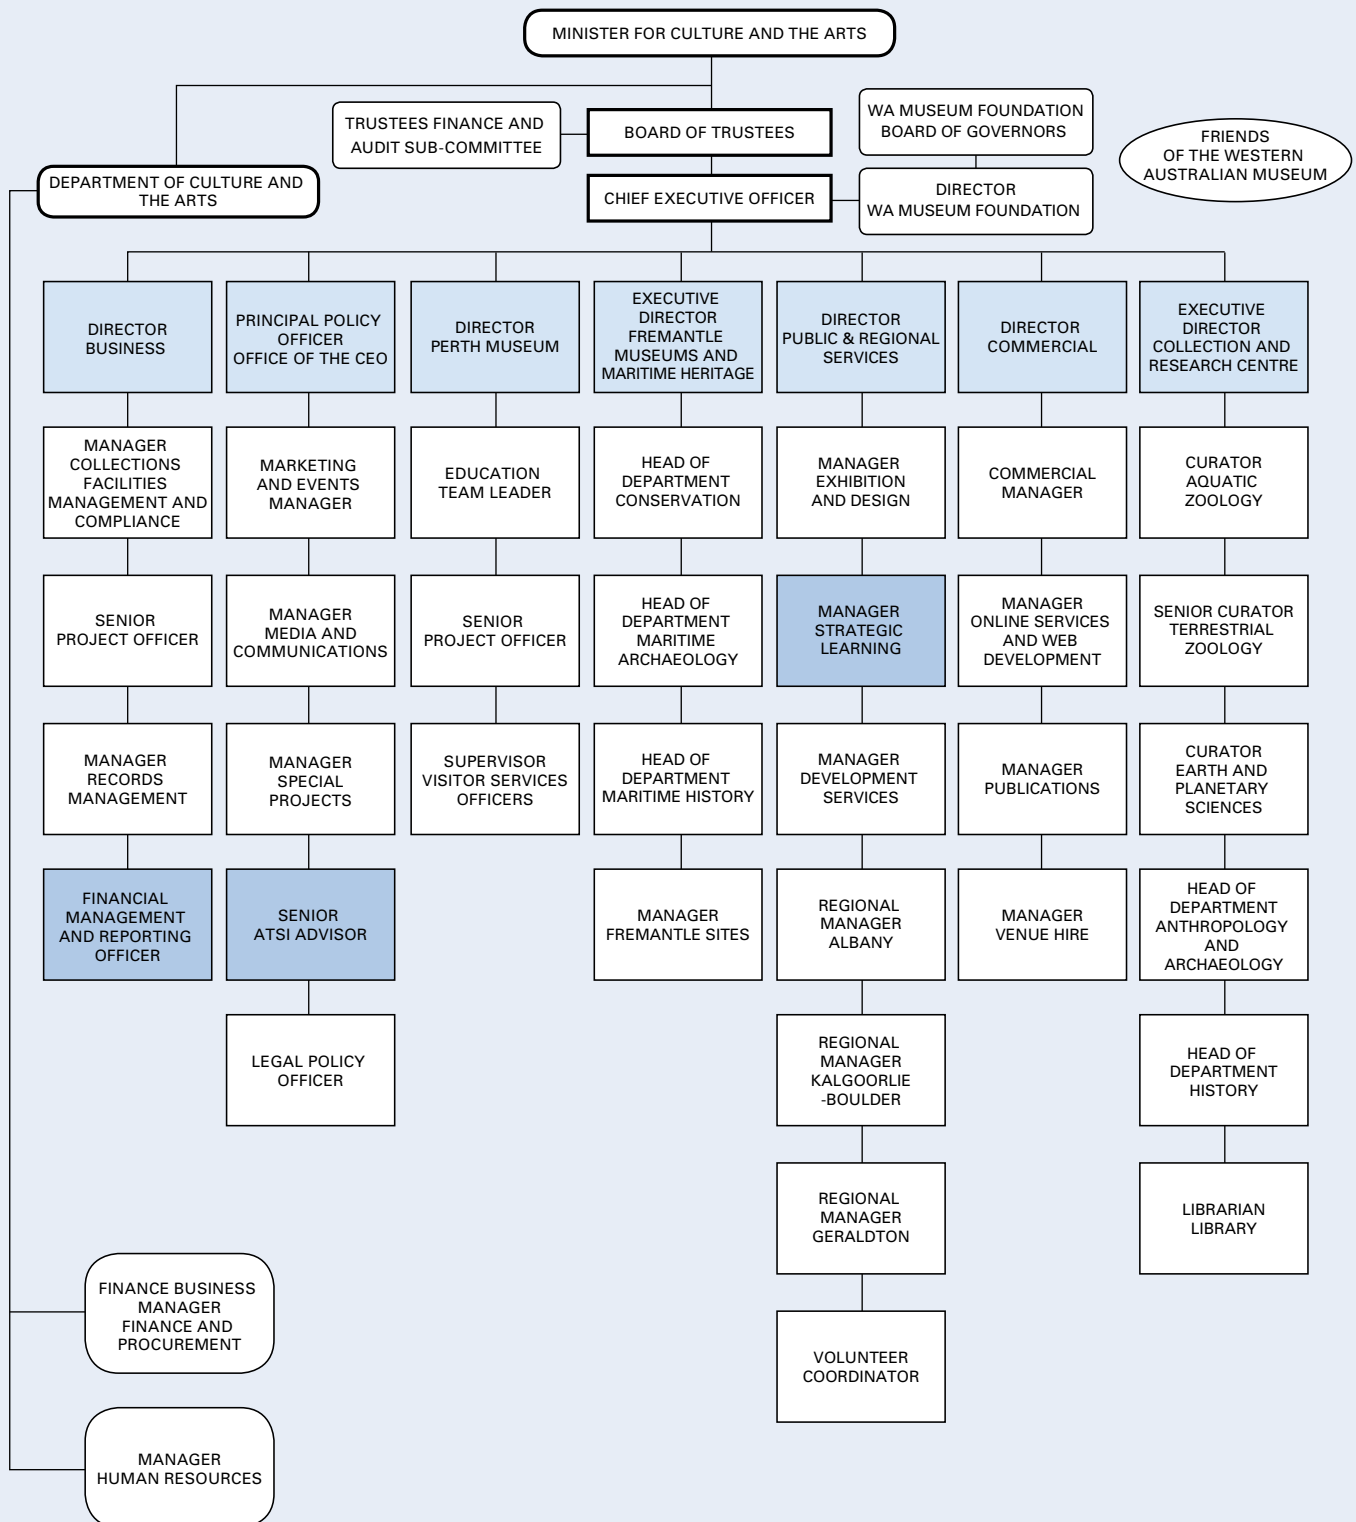 MINISTER FOR CULTURE AND THE ARTS
TRUSTEES FINANCE AND
AUDIT SUB-COMMITTEE
BOARD OF TRUSTEES
WA MUSEUM FOUNDATION
BOARD OF GOVERNORS
FRIENDS
OF THE WESTERN
AUSTRALIAN MUSEUM
DEPARTMENT OF CULTURE AND
THE ARTS
CHIEF EXECUTIVE OFFICER
DIRECTOR
WA MUSEUM FOUNDATION
DIRECTOR
BUSINESS
PRINCIPAL POLICY
OFFICER
OFFICE OF THE CEO
DIRECTOR
PERTH MUSEUM
EXECUTIVE
DIRECTOR
FREMANTLE
MUSEUMS AND
MARITIME HERITAGE
DIRECTOR
PUBLIC & REGIONAL
SERVICES
DIRECTOR
COMMERCIAL
EXECUTIVE
DIRECTOR
COLLECTION AND
RESEARCH CENTRE
MANAGER
COLLECTIONS
FACILITIES
MANAGEMENT AND
COMPLIANCE
MARKETING
AND EVENTS
MANAGER
EDUCATION
TEAM LEADER
HEAD OF
DEPARTMENT
CONSERVATION
MANAGER
EXHIBITION
AND DESIGN
COMMERCIAL
MANAGER
CURATOR
AQUATIC
ZOOLOGY
SENIOR
PROJECT OFFICER
MANAGER
MEDIA AND
COMMUNICATIONS
SENIOR
PROJECT OFFICER
HEAD OF
DEPARTMENT
MARITIME
ARCHAEOLOGY
MANAGER
STRATEGIC
LEARNING
MANAGER
ONLINE SERVICES
AND WEB
DEVELOPMENT
SENIOR CURATOR
TERRESTRIAL
ZOOLOGY
MANAGER
RECORDS
MANAGEMENT
MANAGER
SPECIAL
PROJECTS
SUPERVISOR
VISITOR SERVICES
OFFICERS
HEAD OF
DEPARTMENT
MARITIME HISTORY
MANAGER
DEVELOPMENT
SERVICES
MANAGER
PUBLICATIONS
CURATOR
EARTH AND
PLANETARY
SCIENCES
FINANCIAL
MANAGEMENT
AND REPORTING
OFFICER
SENIOR
ATSI ADVISOR
MANAGER
FREMANTLE SITES
REGIONAL
MANAGER
ALBANY
MANAGER
VENUE HIRE
HEAD OF
DEPARTMENT
ANTHROPOLOGY
AND
ARCHAEOLOGY
LEGAL POLICY
OFFICER
REGIONAL
MANAGER
KALGOORLIE
-BOULDER
HEAD OF
DEPARTMENT
HISTORY
REGIONAL
MANAGER
GERALDTON
LIBRARIAN
LIBRARY
FINANCE BUSINESS
MANAGER
FINANCE AND
PROCUREMENT
VOLUNTEER
COORDINATOR
MANAGER
HUMAN RESOURCES